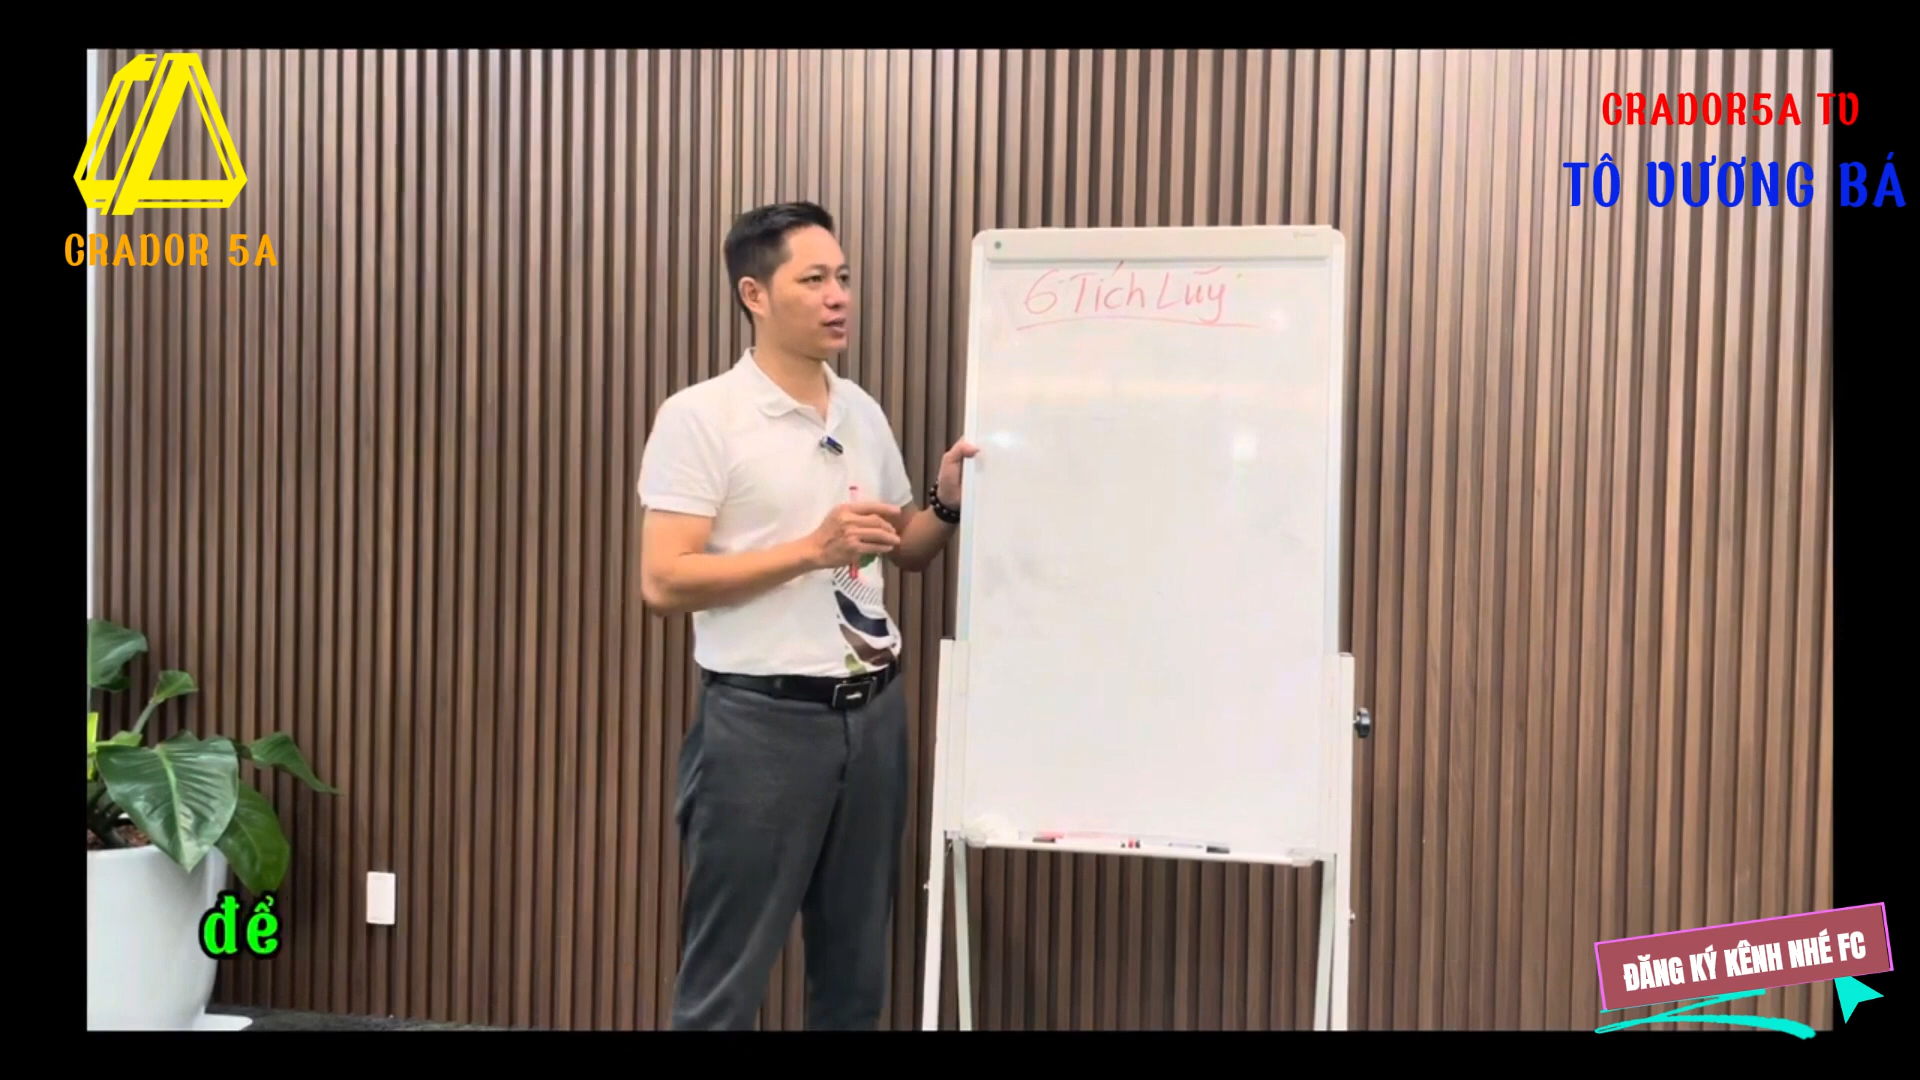 GRADOR 5A
GRADOR5A TV
TÔ VƯƠNG BÁ
6 Tích Lũy
để
ĐĂNG KÝ KÊNH NHÉ FC